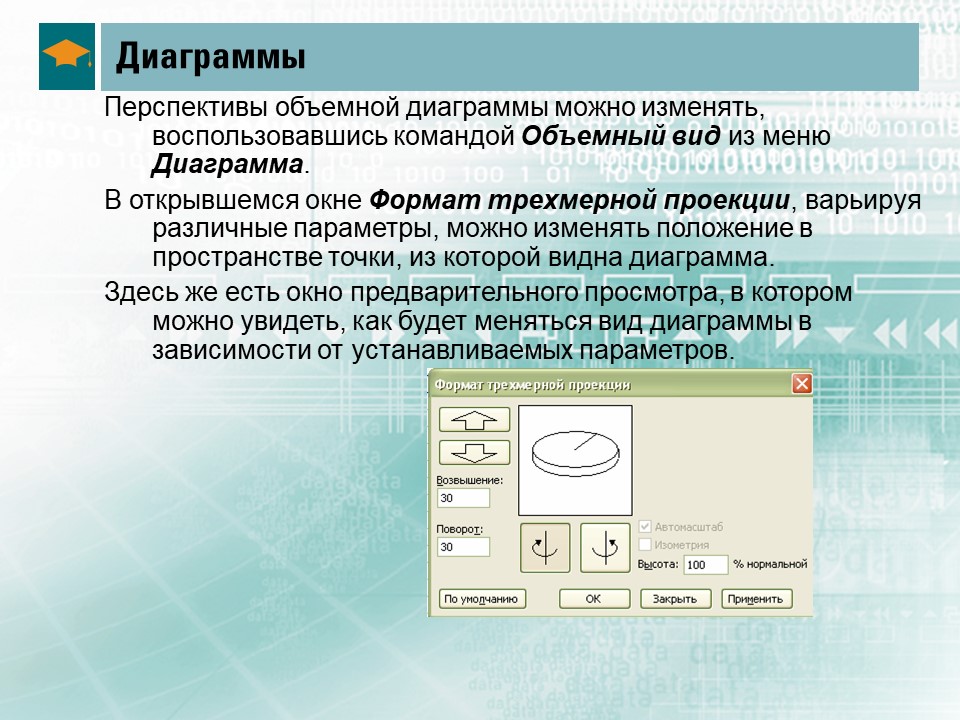 Диаграммы
Перспективы объемной диаграммы можно изменять,
воспользовавшись командой Объемный вид из меню
Диаграмма.
В открывшемся окне Формат трехмерной проекции, варьируя
различные параметры, можно изменять положение в
пространстве точки, из которой видна диаграмма.
Здесь же есть окно предварительного просмотра, в котором
можно увидеть, как будет меняться вид диаграммы в
зависимости от устанавливаемых параметров.
Формат трехмерной проекции
Возвышение:
30
Поворот:
30
Автомасштаб
Изометрия
Высота: 100 % нормальной
По умолчанию ОК Закрыть Применить